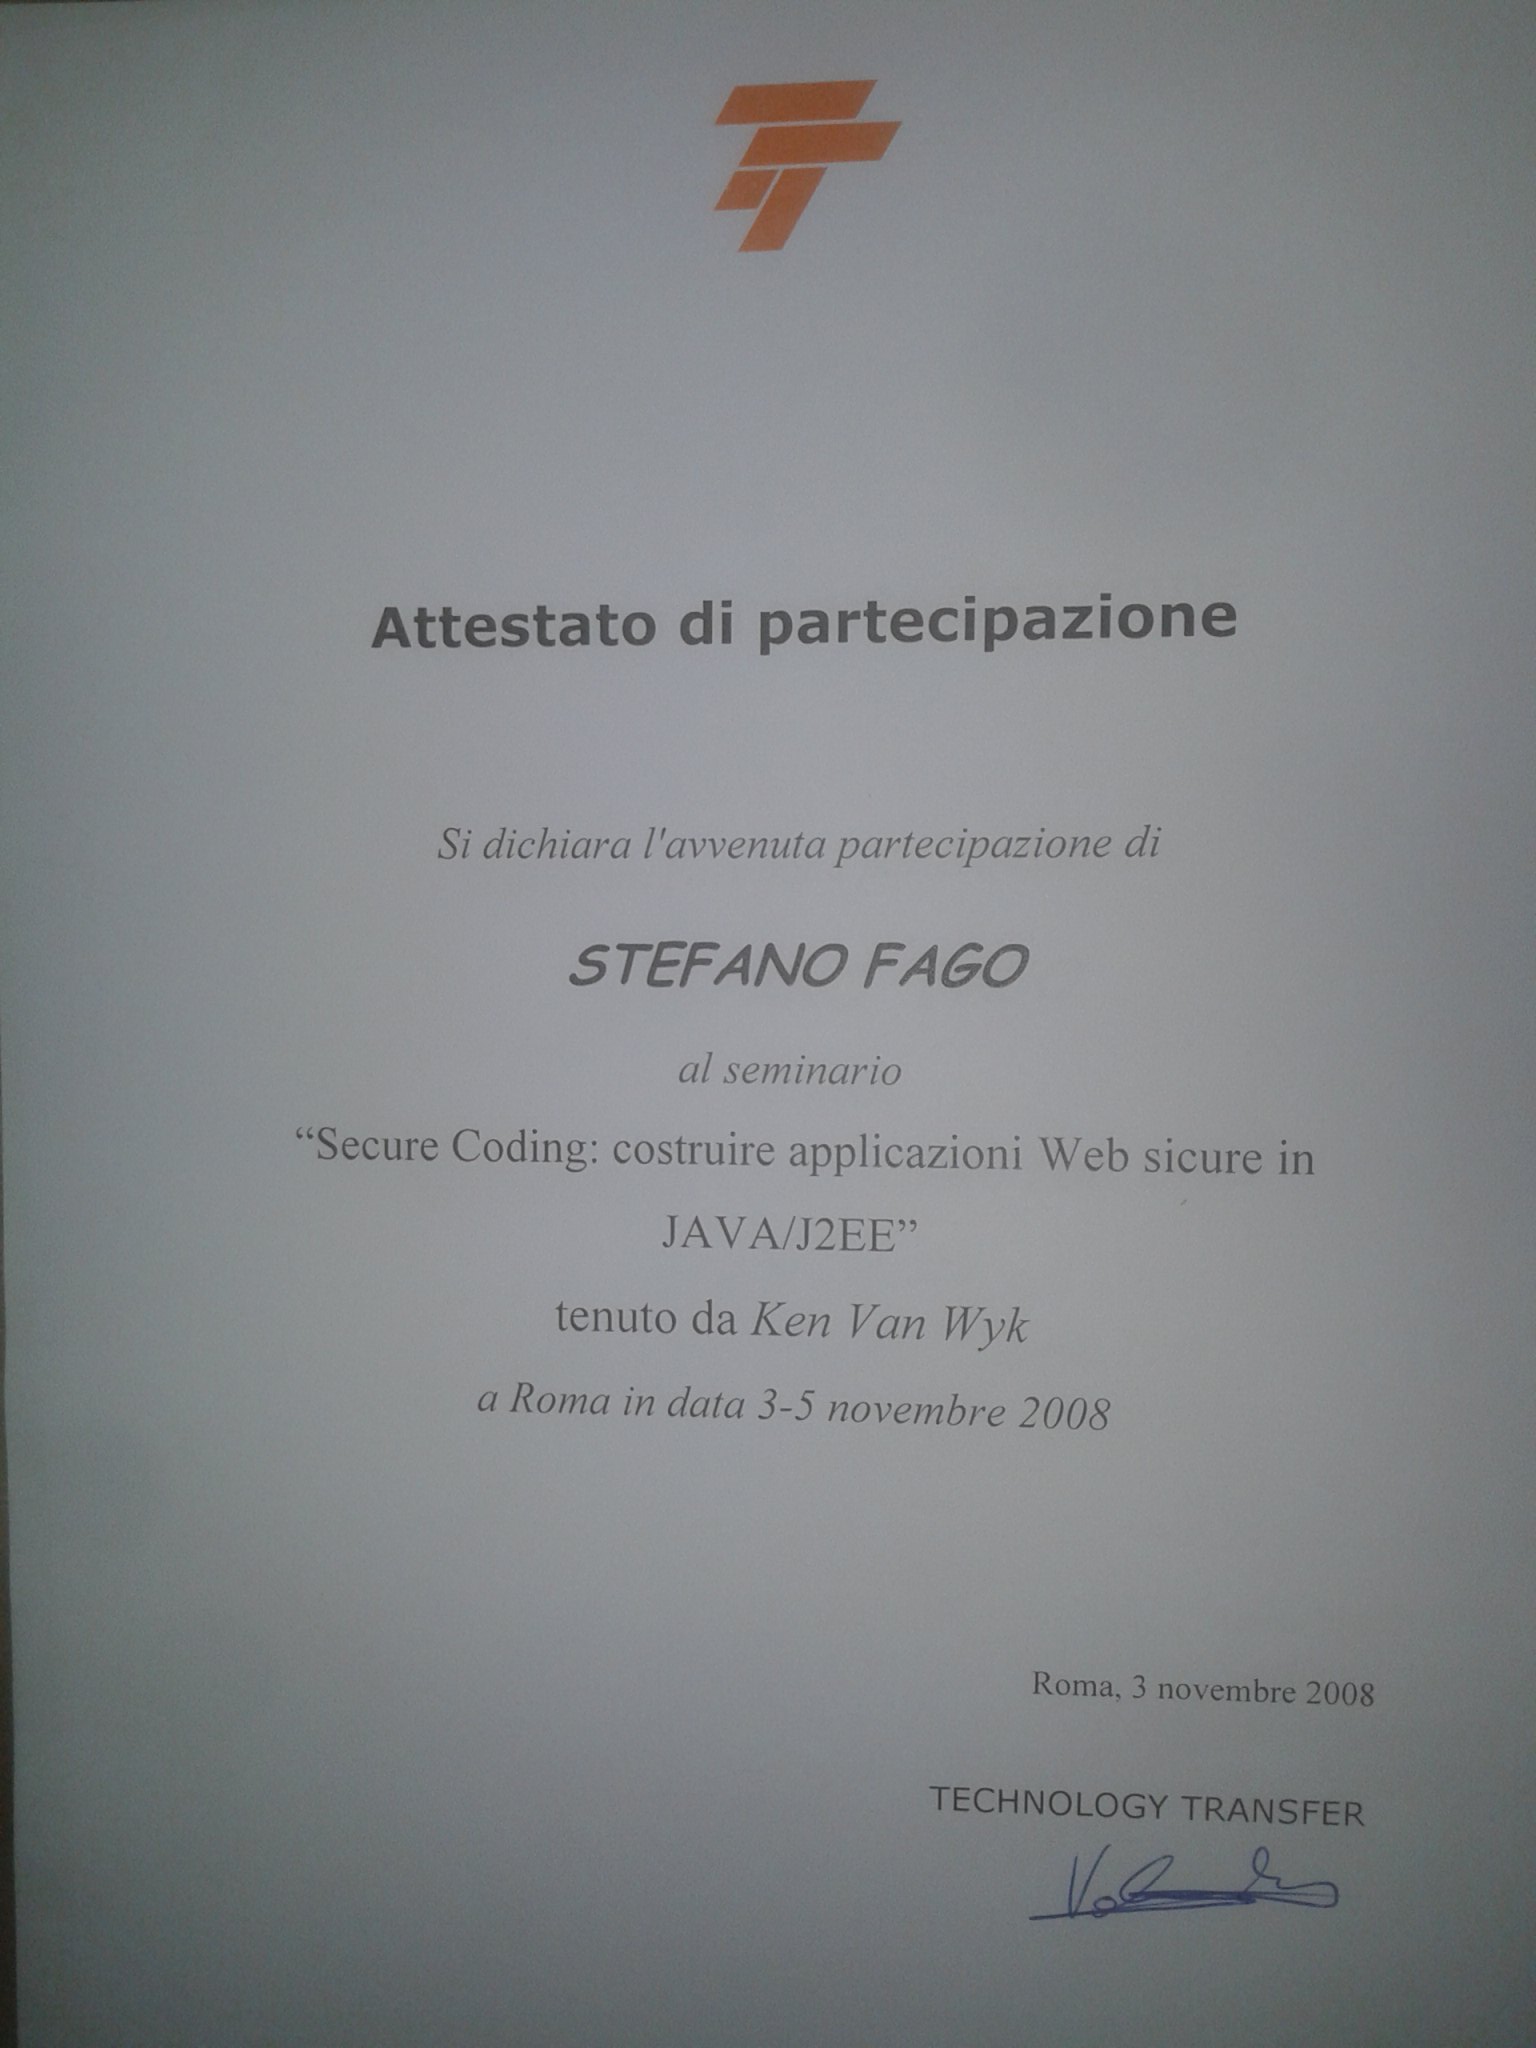 Attestato di partecipazione
Si dichiara l'avvenuta partecipazione di
STEFANO FAGO
al seminario
“Secure Coding: costruire applicazioni Web sicure in
JAVA/J2EE”
tenuto da Ken Van Wyk
a Roma in data 3-5 novembre 2008
Roma, 3 novembre 2008
TECHNOLOGY TRANSFER